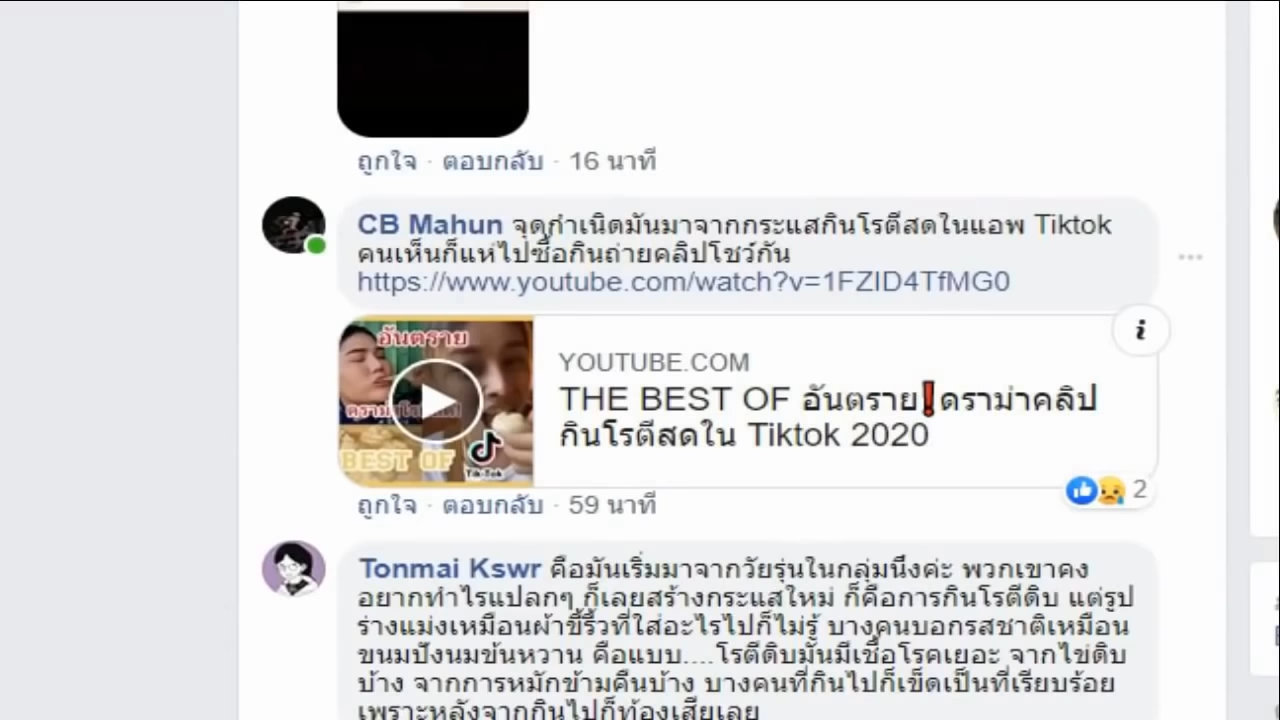 ถูกใจ · ตอบกลับ · 16 นาที
CB Mahun จุดกำเนิดมันมาจากกระแสกินโรตีสดในแอพ Tiktok
คนเห็นก็แห่ไปซื้อกินถ่ายคลิปโชว์กัน
https://www.youtube.com/watch?v=1FZID4TfMG0
อันตราย
BEST OF
TikTok
YOUTUBE.COM
THE BEST OF อันตราย❗ดราม่าคลิป
กินโรตีสดใน Tiktok 2020
ถูกใจ · ตอบกลับ · 59 นาที
2
Tonmai Kswr คือมันเริ่มมาจากวัยรุ่นในกลุ่มนึงค่ะ พวกเขาคง
อยากทำไรแปลกๆ ก็เลยสร้างกระแสใหม่ ก็คือการกินโรตีดิบ แต่รูป
ร่างแม่งเหมือนผ้าขี้ริ้วที่ใส่อะไรไปก็ไม่รู้ บางคนบอกรสชาติเหมือน
ขนมปังนมข้นหวาน คือแบบ....โรตีดิบมันมีเชื้อโรคเยอะ จากไข่ดิบ
บ้าง จากการหมักข้ามคืนบ้าง บางคนที่กินไปก็เข็ดเป็นที่เรียบร้อย
เพราะหลังจากกินไปก็ท้องเสียเลย